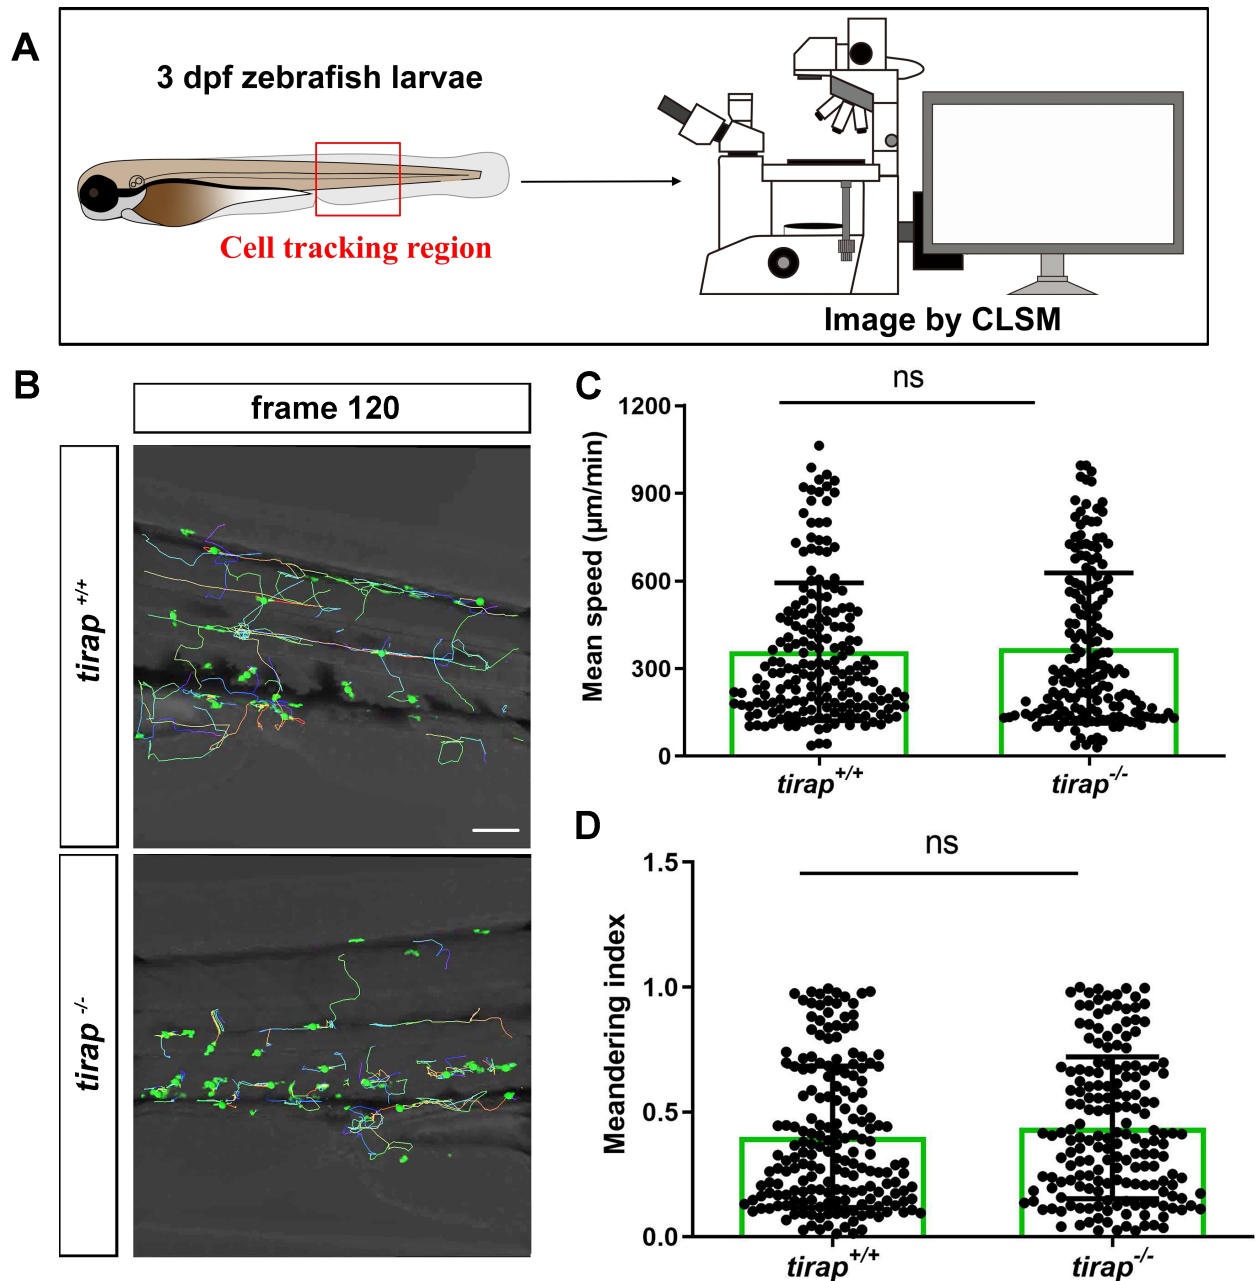 A
3 dpf zebrafish larvae
Cell tracking region
Image by CLSM
B
frame 120
tirap +/+
tirap -/-
C
ns
Mean speed (μm/min)
1200
900
600
300
0
tirap+/+
tirap-/-
D
ns
Meandering index
1.5
1.0
0.5
0.0
tirap+/+
tirap-/-